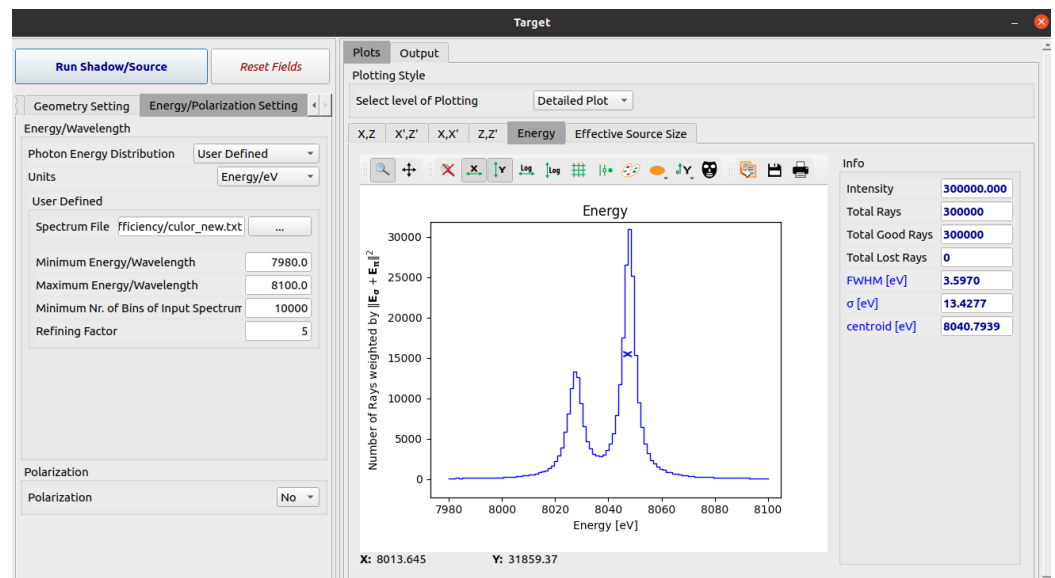 Target
Run Shadow/Source
Reset Fields
Geometry Setting
Energy/Polarization Setting
Energy/Wavelength
Photon Energy Distribution
User Defined
Units
Energy/eV
User Defined
Spectrum File
fficiency/culor_new.txt
...
Minimum Energy/Wavelength
7980.0
Maximum Energy/Wavelength
8100.0
Minimum Nr. of Bins of Input Spectrum
10000
Refining Factor
5
Polarization
Polarization
No
Plots
Output
Plotting Style
Select level of Plotting
Detailed Plot
X,Z
X',Z'
X,X'
Z,Z'
Energy
Effective Source Size
X
Y
Log
Log
Y
Energy
Number of Rays weighted by ||Eσ + Eπ||²
30000
25000
20000
15000
10000
5000
0
7980
8000
8020
8040
8060
8080
8100
Energy [eV]
X: 8013.645
Y: 31859.37
Info
Intensity
300000.000
Total Rays
300000
Total Good Rays
300000
Total Lost Rays
0
FWHM [eV]
3.5970
σ [eV]
13.4277
centroid [eV]
8040.7939